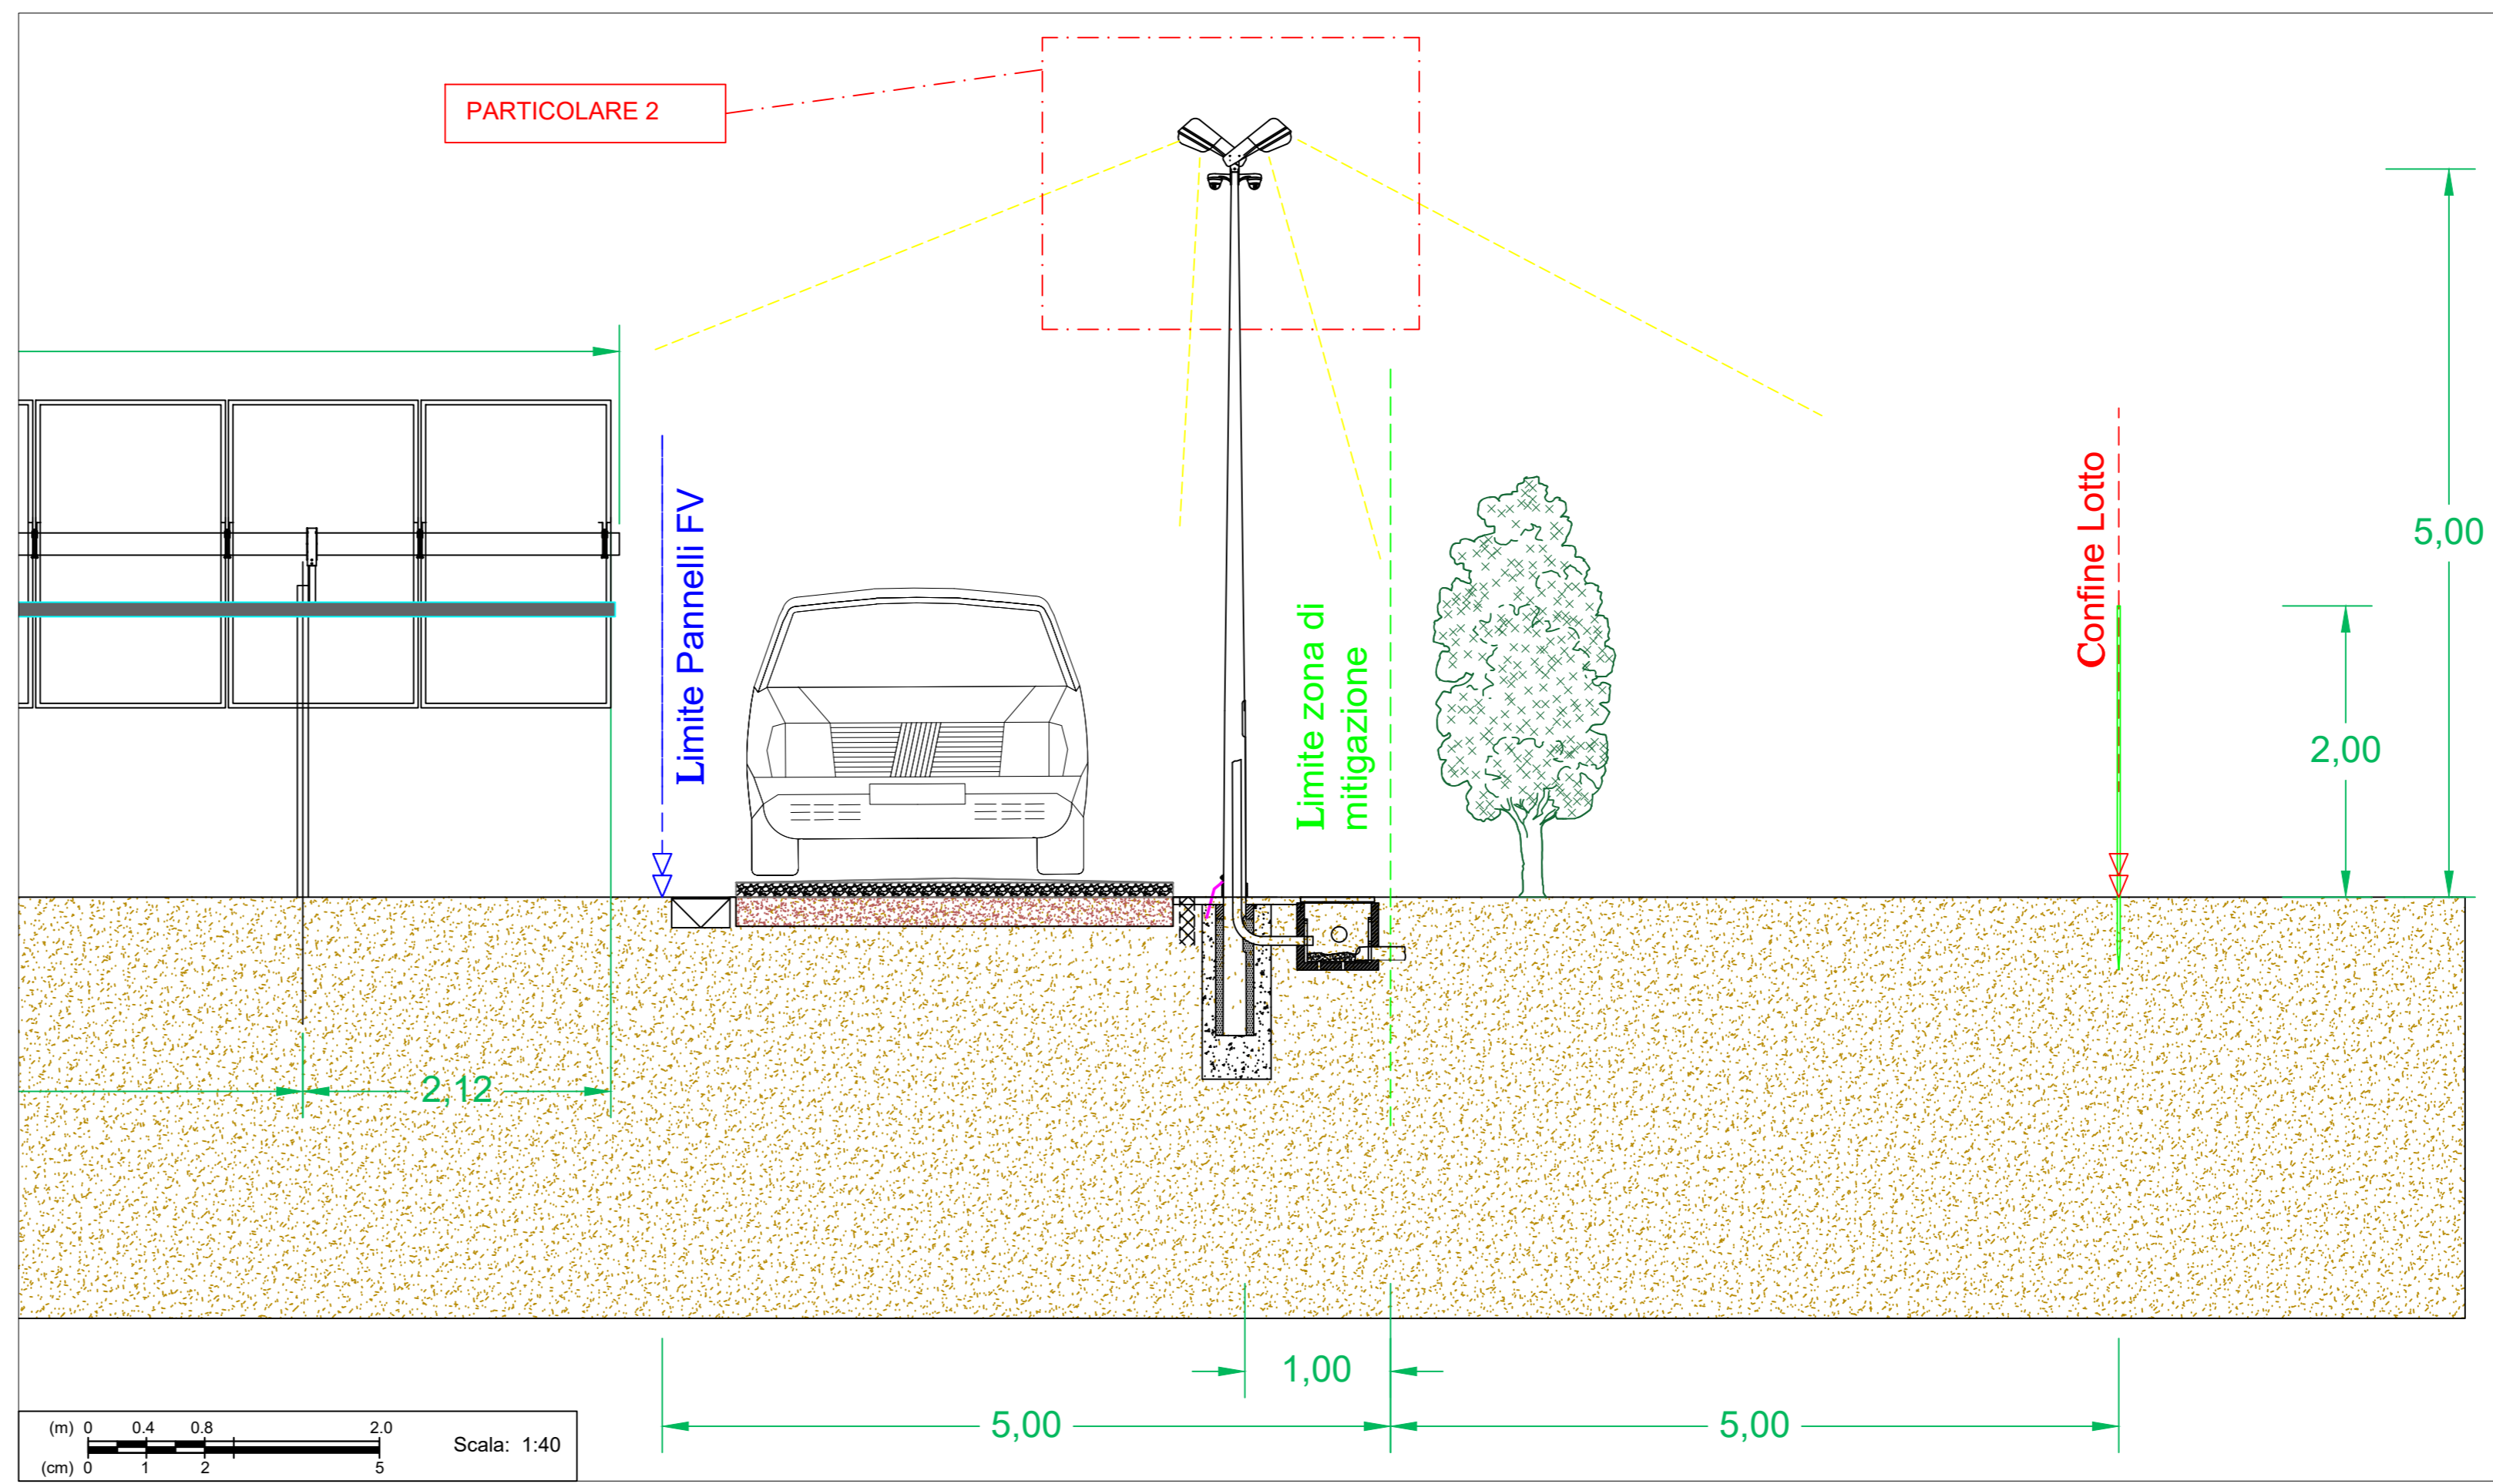 PARTICOLARE 2
Limite Pannelli FV
Limite zona di
mitigazione
Confine Lotto
5,00
2,00
2,12
1,00
5,00
5,00
(m) 0 0.4 0.8 2.0
Scala: 1:40
(cm) 0 1 2 5